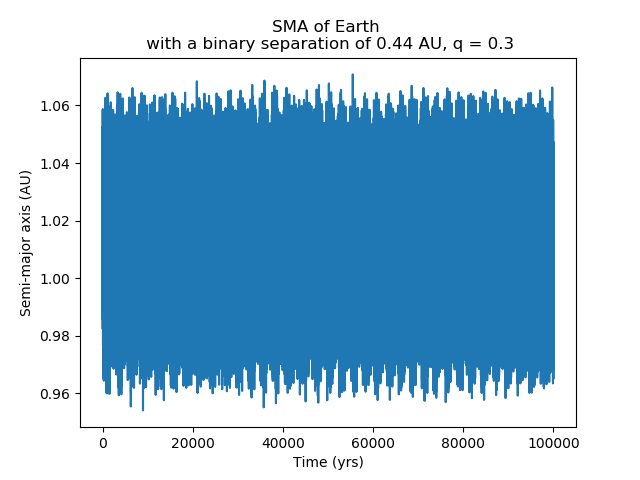 SMA of Earth
with a binary separation of 0.44 AU, q = 0.3
1.06
1.04
1.02
1.00
0.98
0.96
Semi-major axis (AU)
0 20000 40000 60000 80000 100000
Time (yrs)